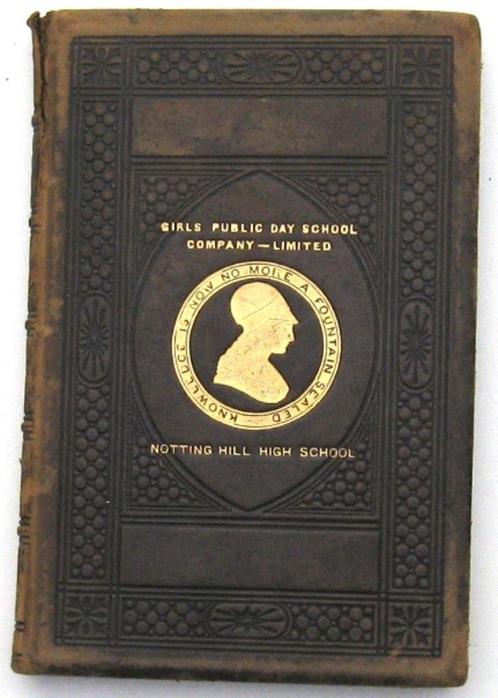 GIRLS PUBLIC DAY SCHOOL
COMPANY — LIMITED
KNOWLEDGE IS NOW NO MORE A FOUNTAIN SEALED
NOTTING HILL HIGH SCHOOL